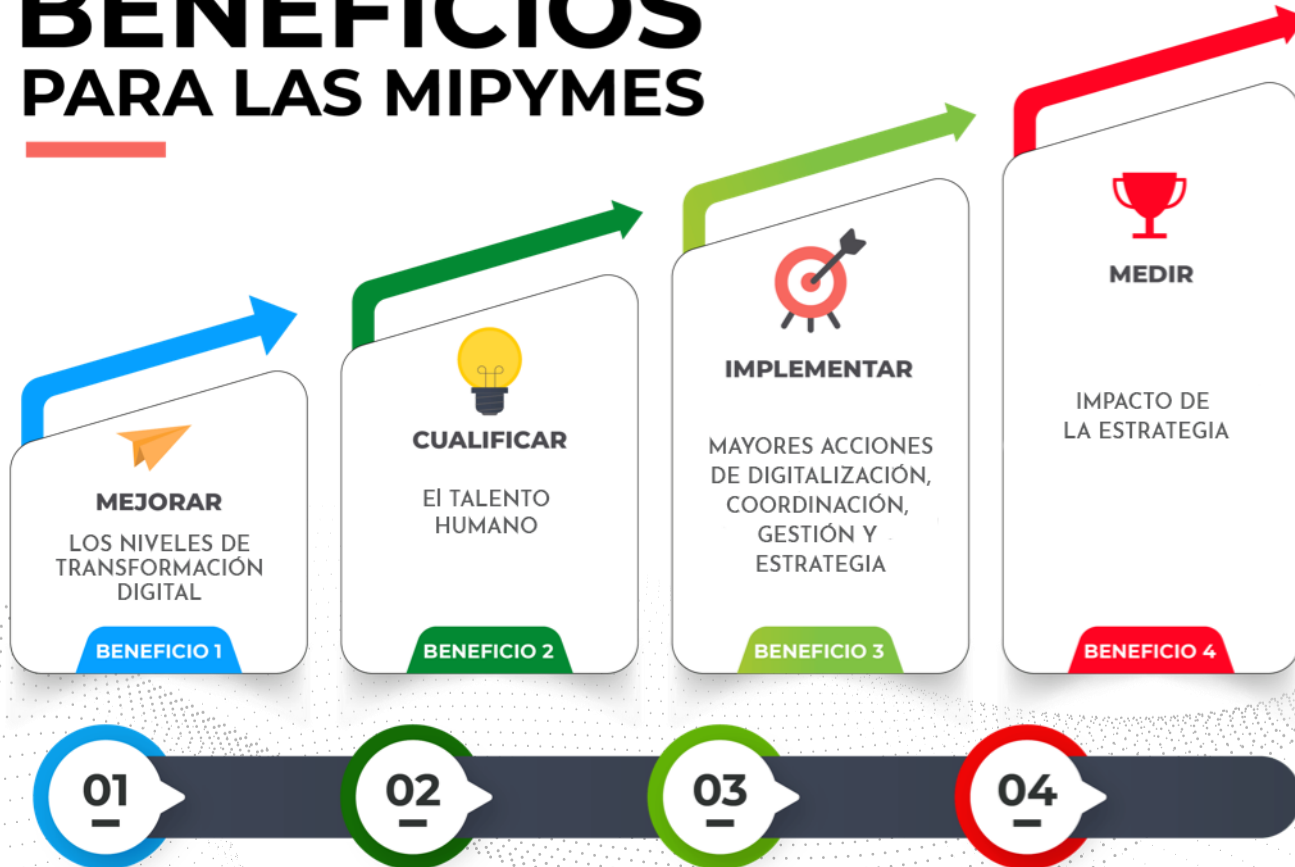 BENEFICIOS
PARA LAS MIPYMES
MEJORAR
LOS NIVELES DE
TRANSFORMACIÓN
DIGITAL
BENEFICIO 1
CUALIFICAR
El TALENTO
HUMANO
BENEFICIO 2
IMPLEMENTAR
MAYORES ACCIONES
DE DIGITALIZACIÓN,
COORDINACIÓN,
GESTIÓN Y
ESTRATEGIA
BENEFICIO 3
MEDIR
IMPACTO DE
LA ESTRATEGIA
BENEFICIO 4
01
02
03
04